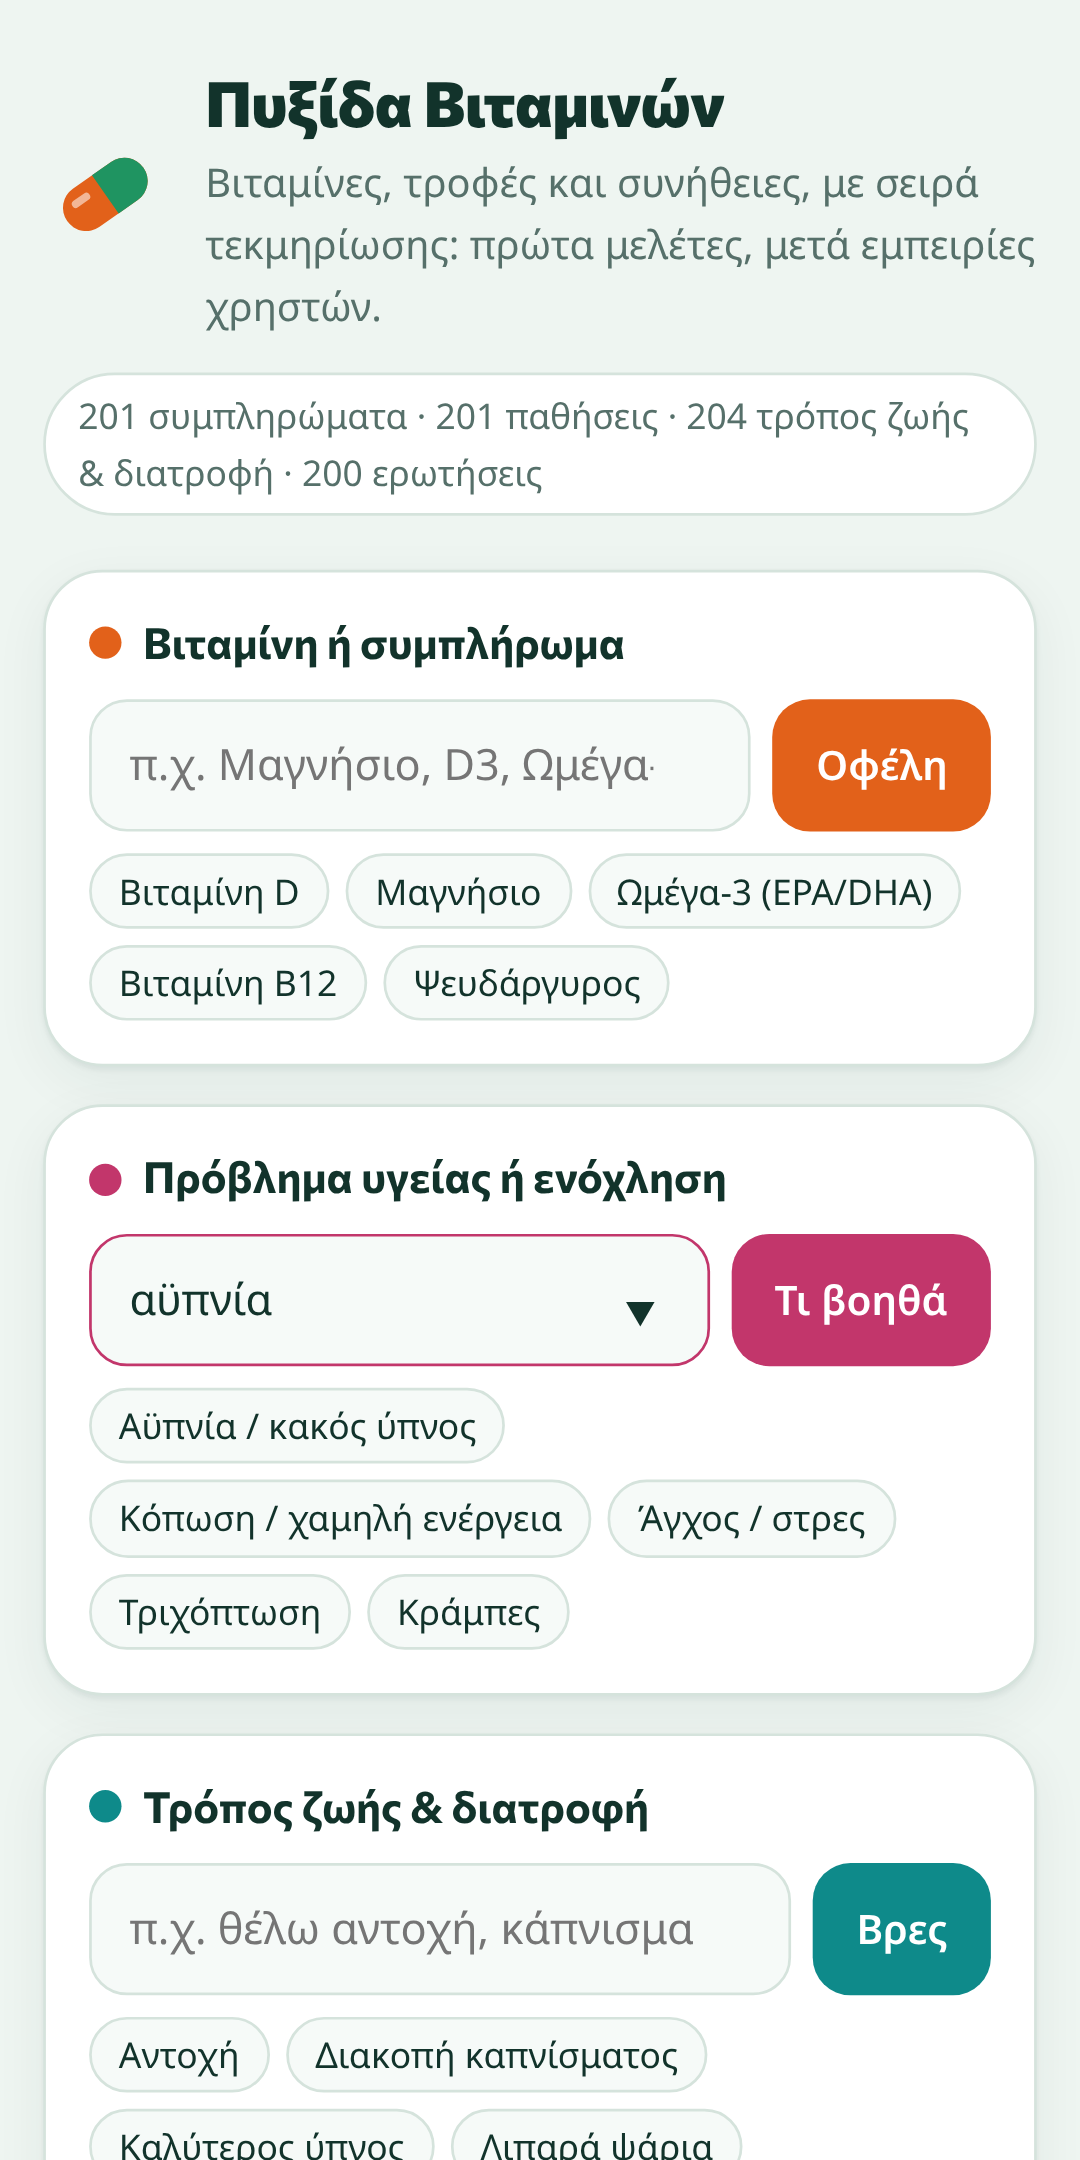 Πυξίδα Βιταμινών
Βιταμίνες, τροφές και συνήθειες, με σειρά
τεκμηρίωσης: πρώτα μελέτες, μετά εμπειρίες
χρηστών.
201 συμπληρώματα · 201 παθήσεις · 204 τρόπος ζωής
& διατροφή · 200 ερωτήσεις
Βιταμίνη ή συμπλήρωμα
π.χ. Μαγνήσιο, D3, Ωμέγα
Οφέλη
Βιταμίνη D
Μαγνήσιο
Ωμέγα-3 (EPA/DHA)
Βιταμίνη B12
Ψευδάργυρος
Πρόβλημα υγείας ή ενόχληση
αϋπνία
Τι βοηθά
Αϋπνία / κακός ύπνος
Κόπωση / χαμηλή ενέργεια
Άγχος / στρες
Τριχόπτωση
Κράμπες
Τρόπος ζωής & διατροφή
π.χ. θέλω αντοχή, κάπνισμα
Βρες
Αντοχή
Διακοπή καπνίσματος
Καλύτερος ύπνος
Λιπαρά ψάρια